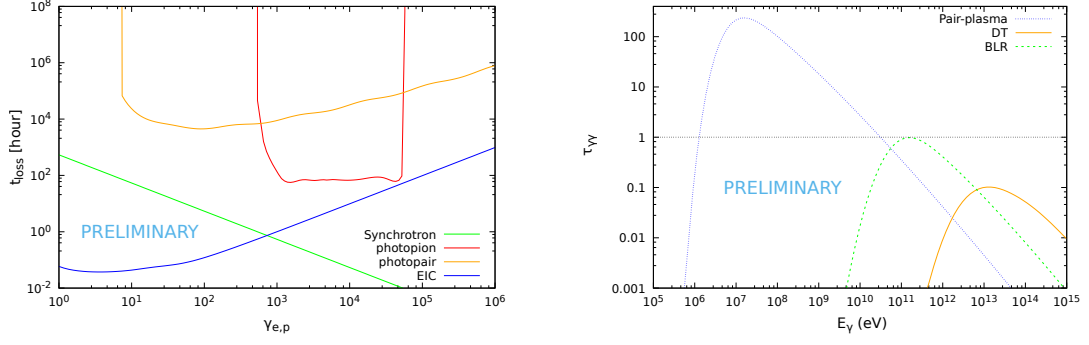 10^8
10^6
10^4
10^2
10^0
10^-2
t_loss [hour]
PRELIMINARY
Synchrotron
photopion
photopair
EIC
10^0 10^1 10^2 10^3 10^4 10^5 10^6
γ_e,p
Pair-plasma
DT
BLR
100
10
1
0.1
0.01
0.001
τ_γγ
PRELIMINARY
10^5 10^6 10^7 10^8 10^9 10^10 10^11 10^12 10^13 10^14 10^15
E_γ (eV)